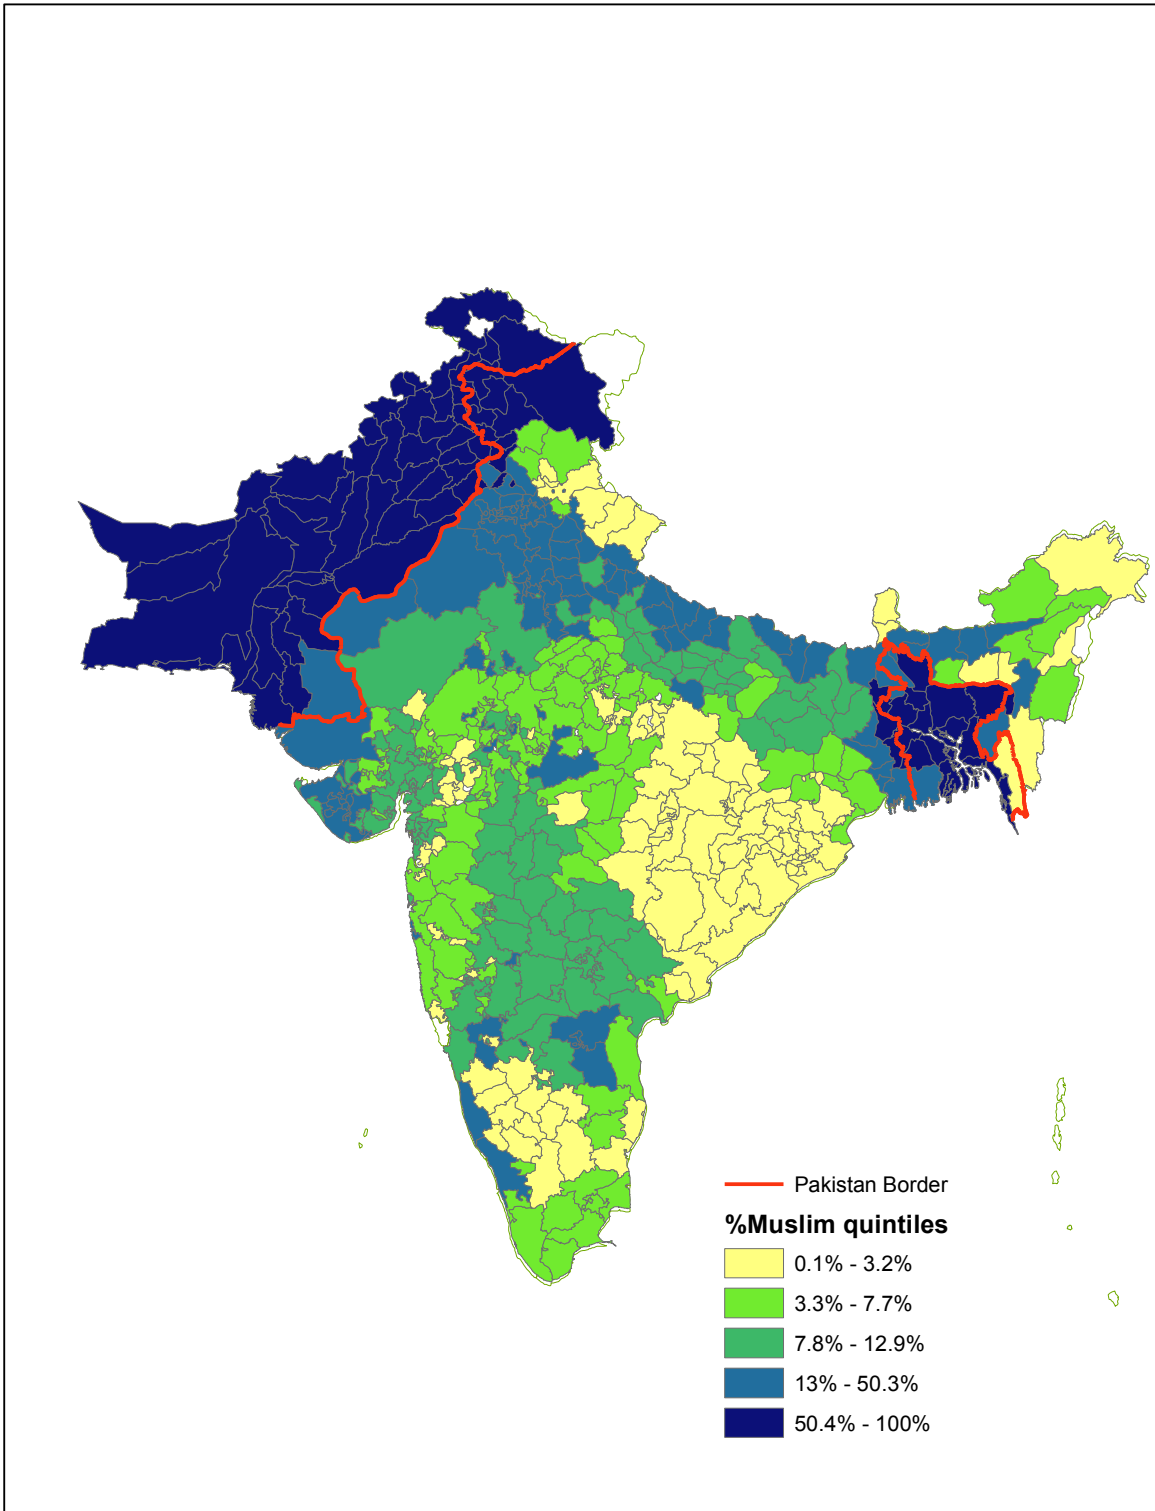 Pakistan Border
%Muslim quintiles
0.1% - 3.2%
3.3% - 7.7%
7.8% - 12.9%
13% - 50.3%
50.4% - 100%